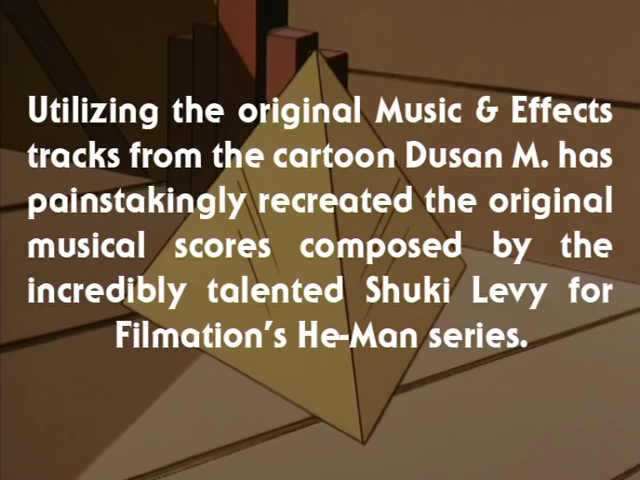 Utilizing the original Music & Effects
tracks from the cartoon Dusan M. has
painstakingly recreated the original
musical scores composed by the
incredibly talented Shuki Levy for
Filmation's He-Man series.